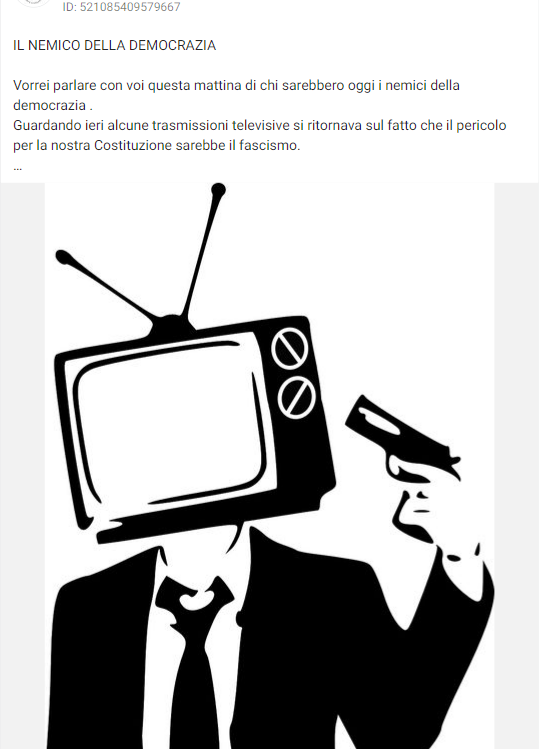 ID: 521085409579667
IL NEMICO DELLA DEMOCRAZIA
Vorrei parlare con voi questa mattina di chi sarebbero oggi i nemici della
democrazia .
Guardando ieri alcune trasmissioni televisive si ritornava sul fatto che il pericolo
per la nostra Costituzione sarebbe il fascismo.
...